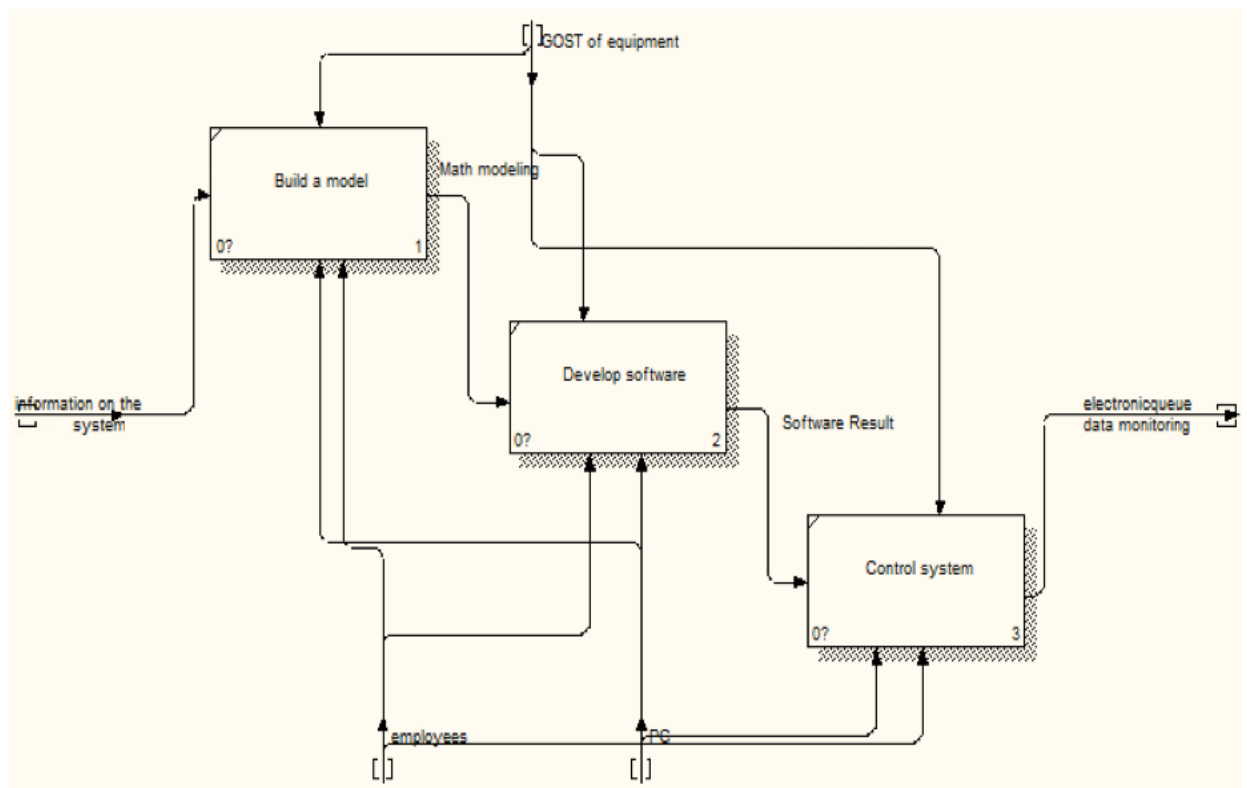 GOST of equipment
Math modeling
Build a model
0? 1
Develop software
0? 2
information on the
system
Software Result
electronicqueue
data monitoring
Control system
0? 3
employees
PC